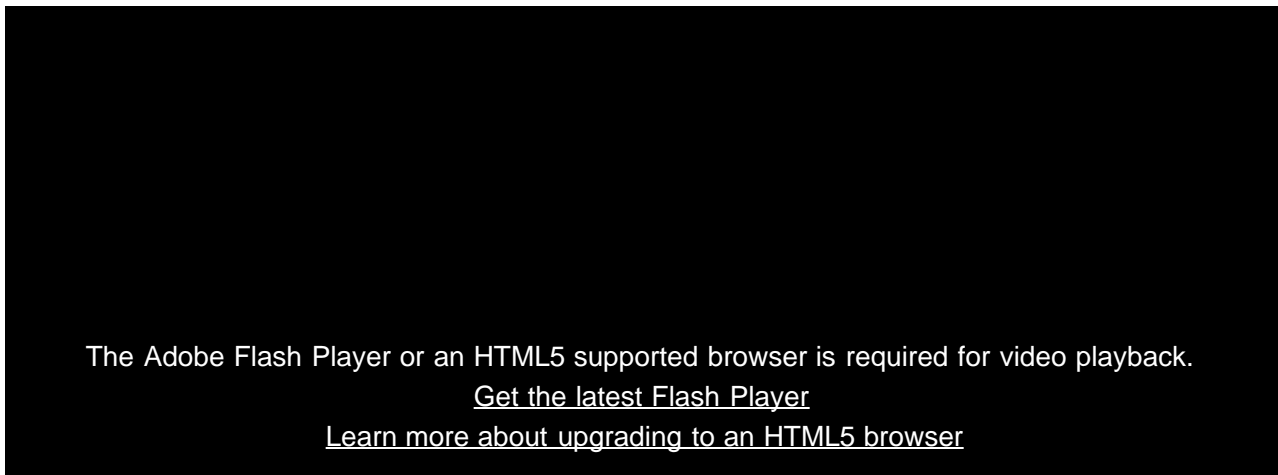 The Adobe Flash Player or an HTML5 supported browser is required for video playback.
Get the latest Flash Player
Learn more about upgrading to an HTML5 browser